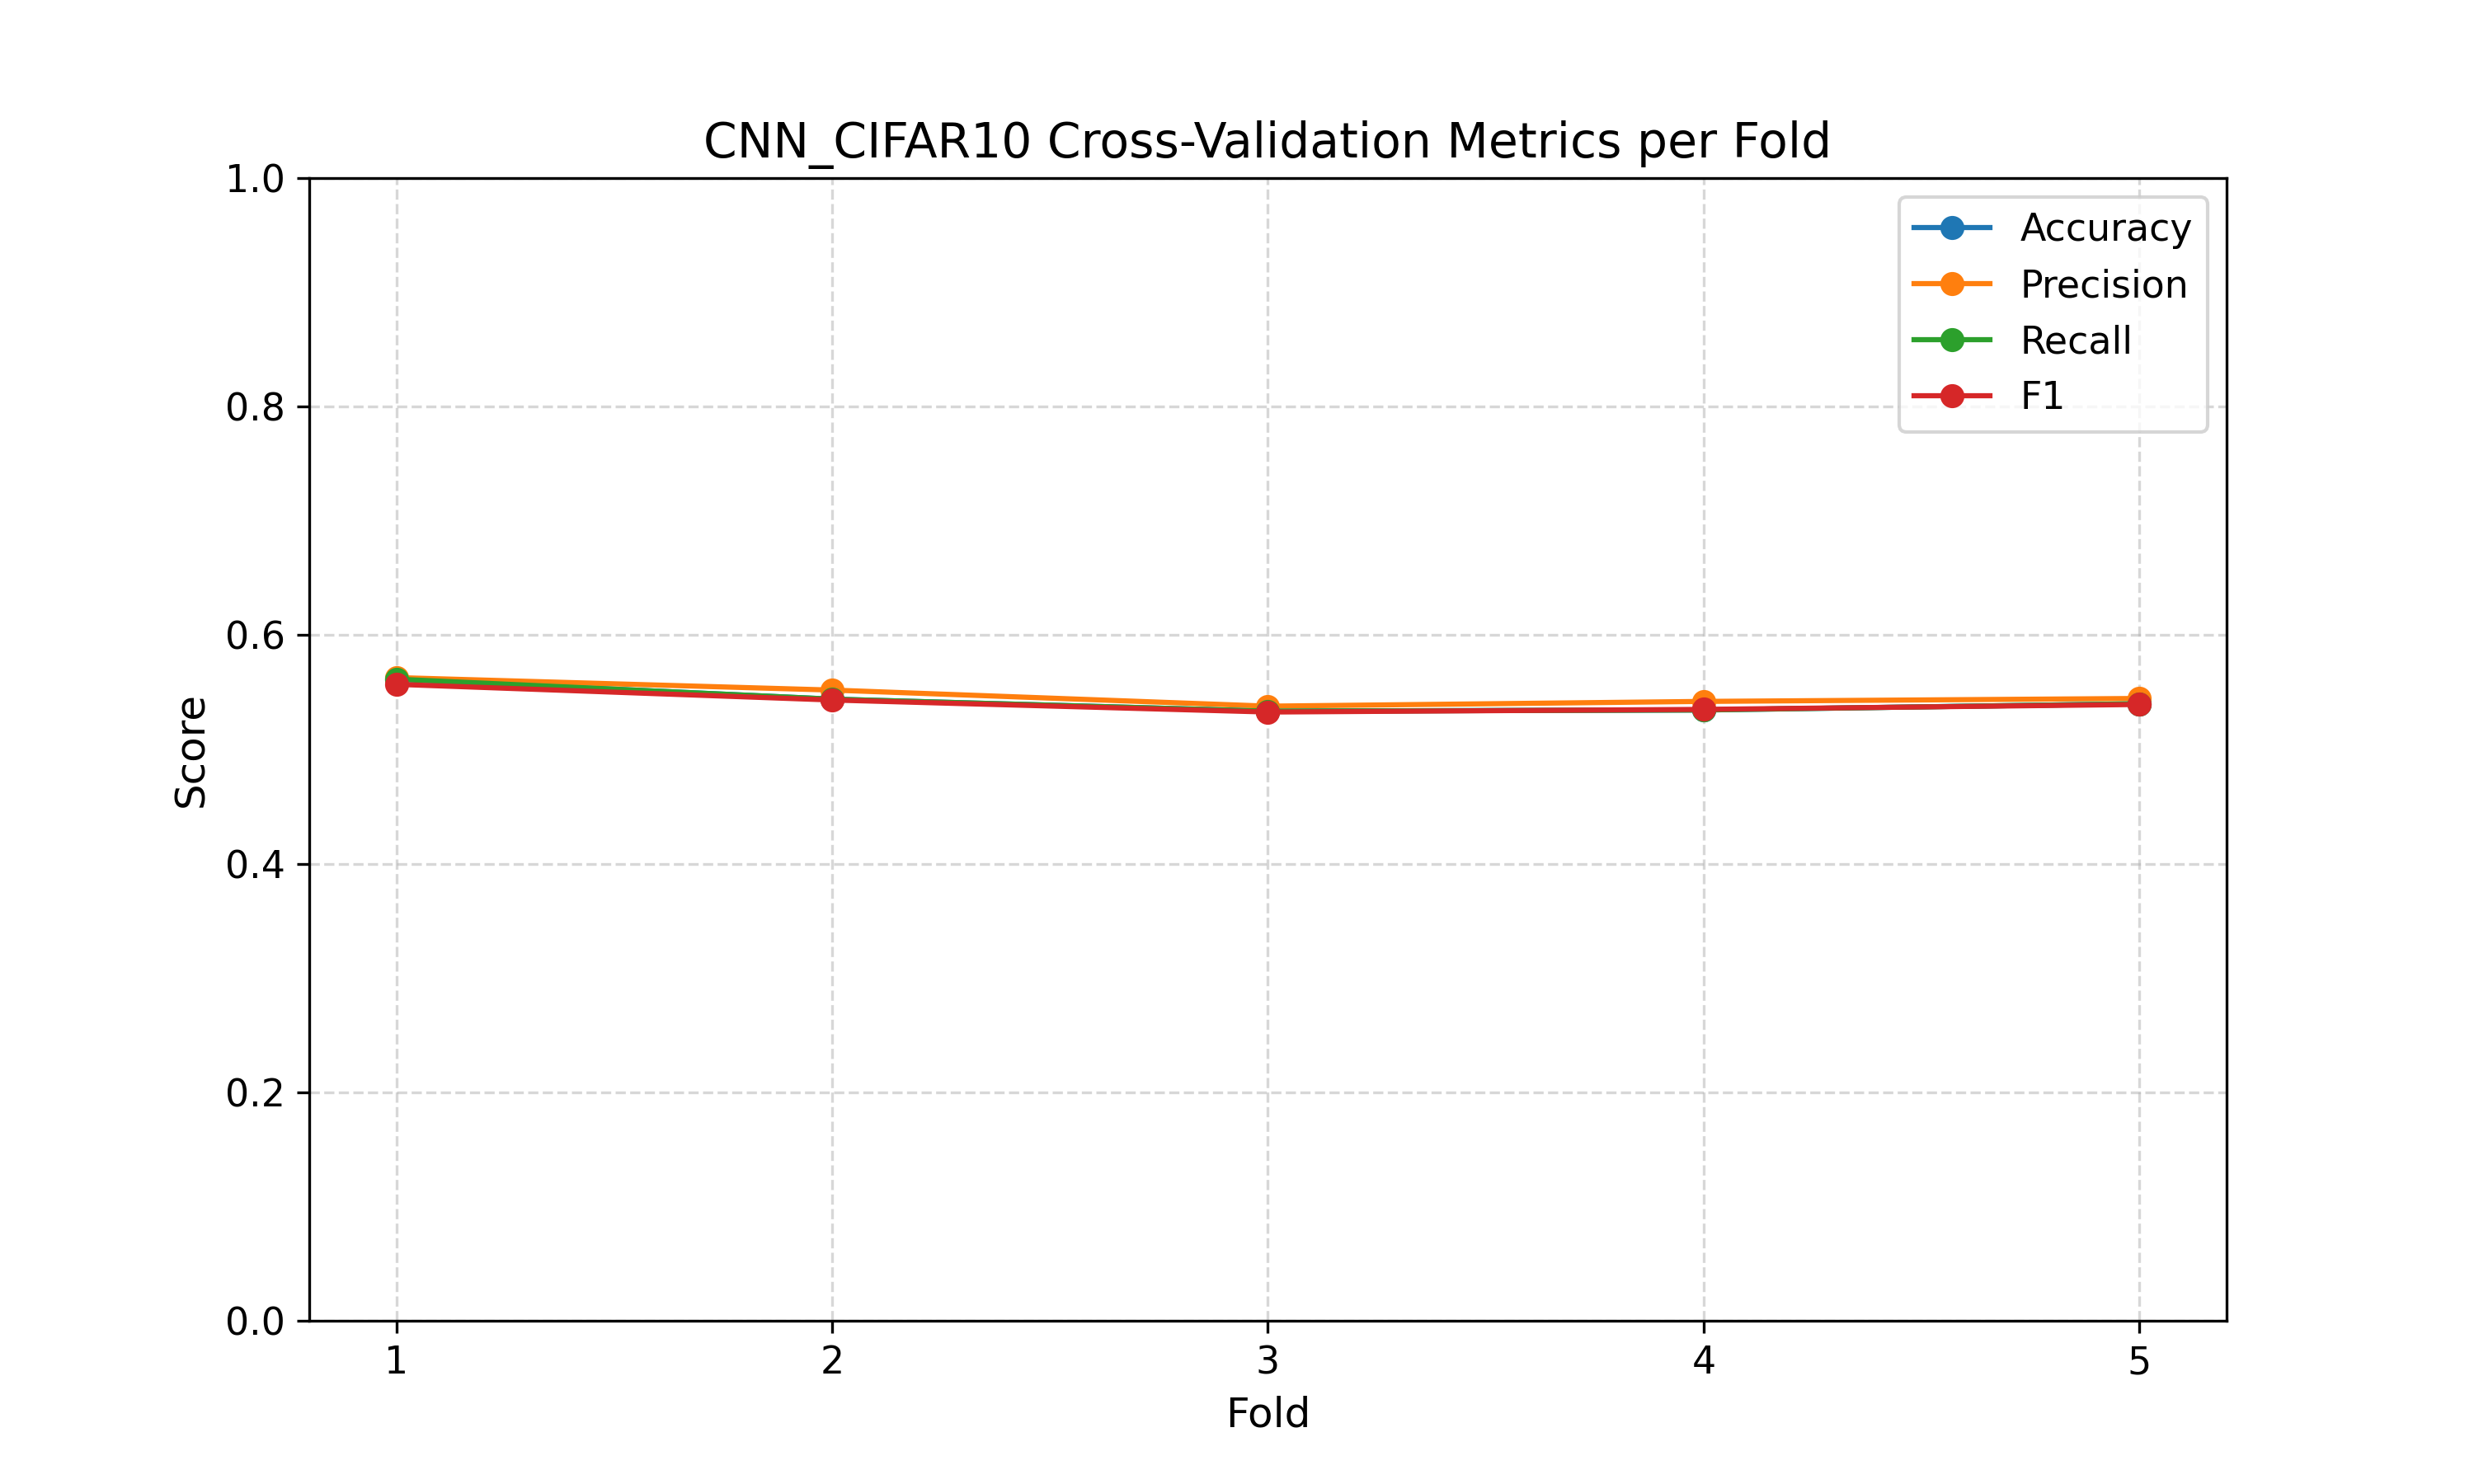 CNN_CIFAR10 Cross-Validation Metrics per Fold
1.0
0.8
0.6
0.4
0.2
0.0
Score
Accuracy
Precision
Recall
F1
1 2 3 4 5
Fold